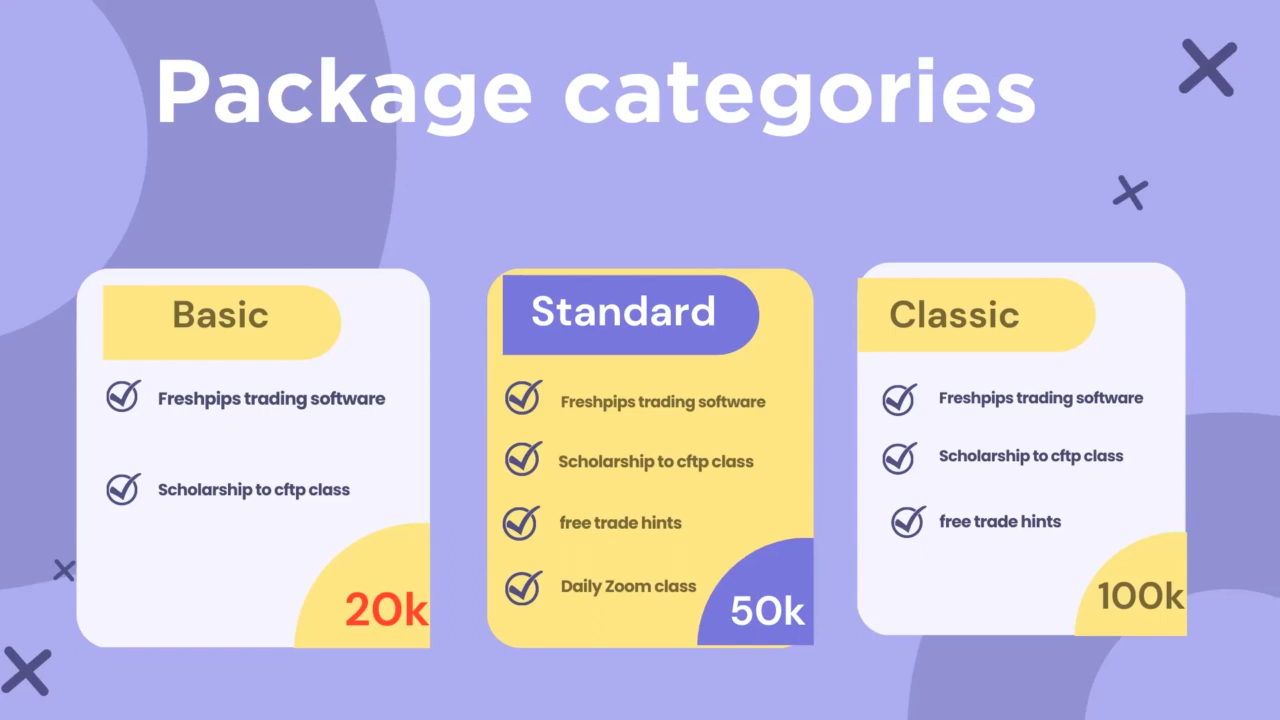 Package categories
Basic
Freshpips trading software
Scholarship to cftp class
20k
Standard
Freshpips trading software
Scholarship to cftp class
free trade hints
Daily Zoom class
50k
Classic
Freshpips trading software
Scholarship to cftp class
free trade hints
100k